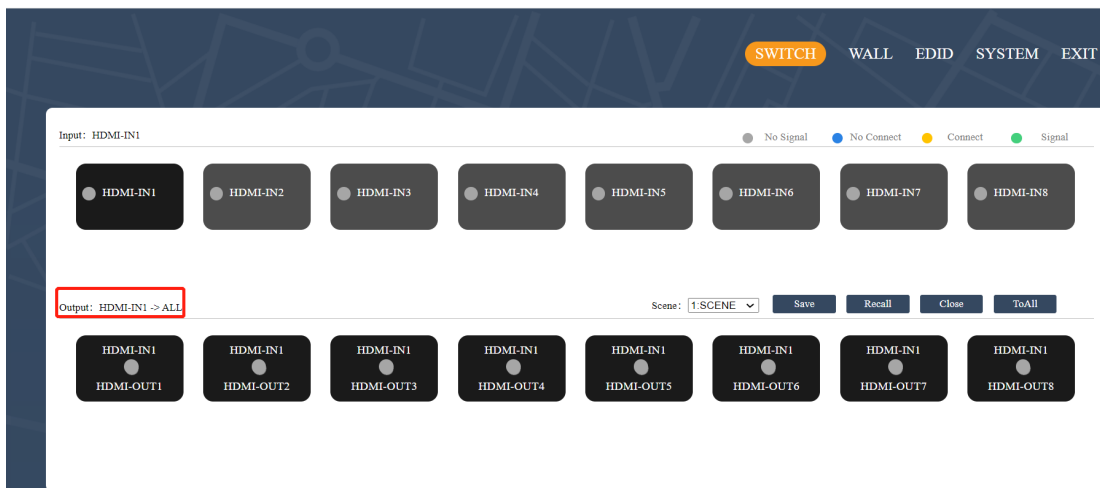 SWITCH WALL EDID SYSTEM EXIT
Input: HDMI-IN1
No Signal No Connect Connect Signal
HDMI-IN1 HDMI-IN2 HDMI-IN3 HDMI-IN4 HDMI-IN5 HDMI-IN6 HDMI-IN7 HDMI-IN8
Output: HDMI-IN1 -> ALL Scene: 1:SCENE Save Recall Close ToAll
HDMI-IN1 HDMI-IN1 HDMI-IN1 HDMI-IN1 HDMI-IN1 HDMI-IN1 HDMI-IN1 HDMI-IN1
HDMI-OUT1 HDMI-OUT2 HDMI-OUT3 HDMI-OUT4 HDMI-OUT5 HDMI-OUT6 HDMI-OUT7 HDMI-OUT8